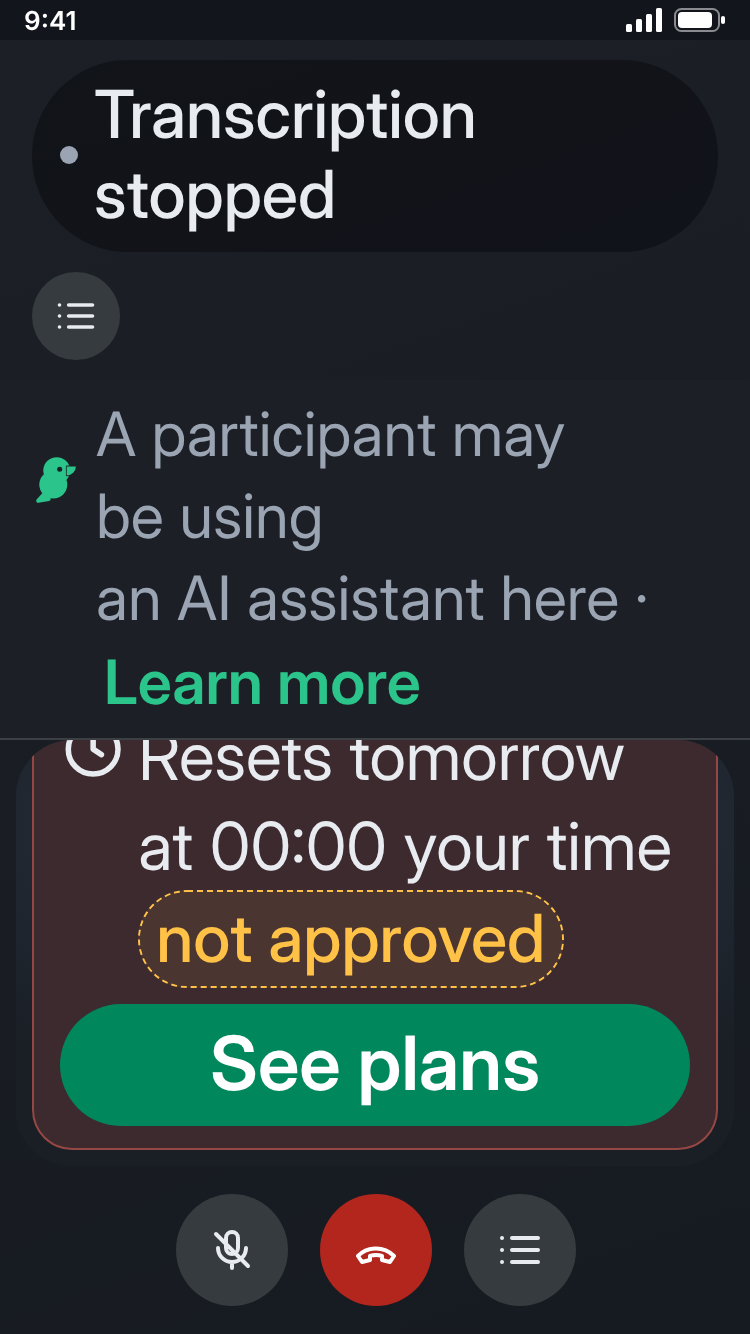 9:41
Transcription
stopped
A participant may
be using
an AI assistant here ·
Learn more
Resets tomorrow
at 00:00 your time
not approved
See plans